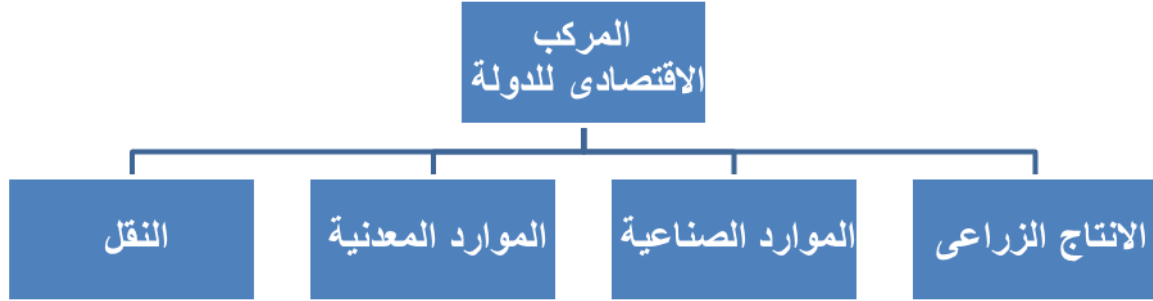 المركب
الاقتصادى للدولة
الانتاج الزراعى
الموارد الصناعية
الموارد المعدنية
النقل